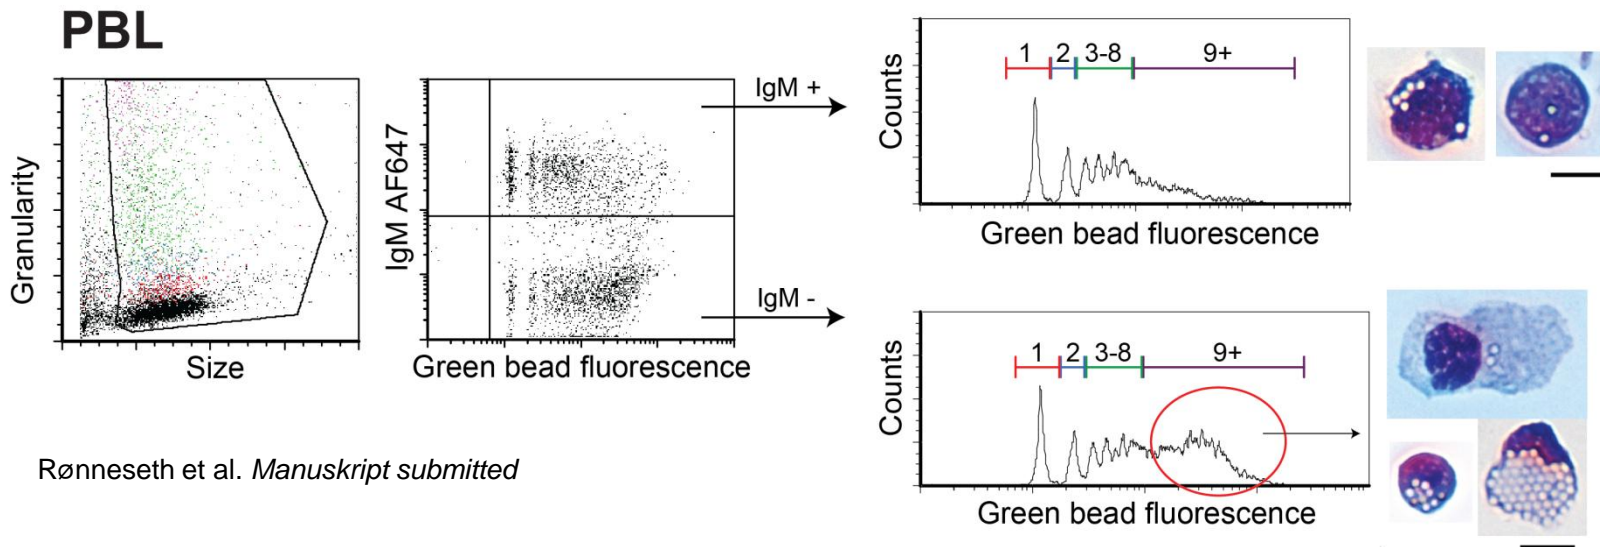 PBL
Granularity
Size
IgM AF647
Green bead fluorescence
IgM +
IgM -
Counts
1 2 3-8 9+
Green bead fluorescence
Counts
1 2 3-8 9+
Green bead fluorescence
Rønneseth et al. Manuskript submitted